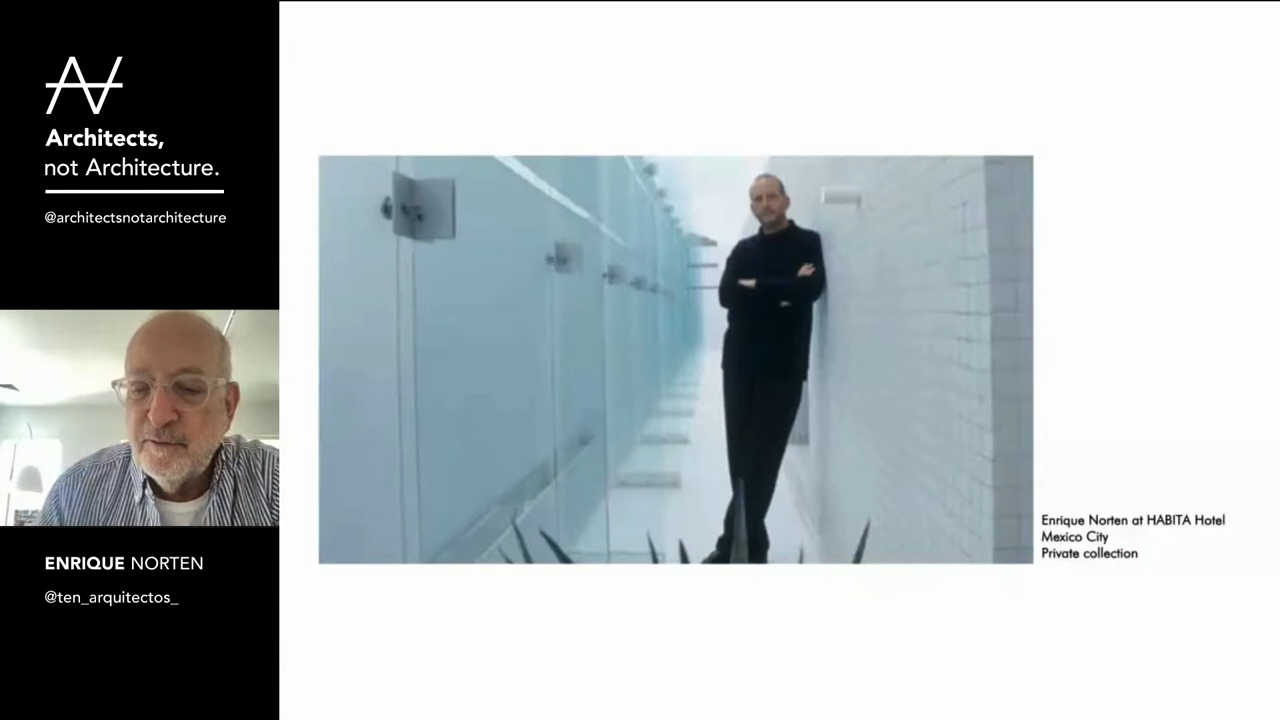 Architects,
not Architecture.
@architectsnotarchitecture
ENRIQUE NORTEN
@ten_arquitectos_
Enrique Norten at HABITA Hotel
Mexico City
Private collection